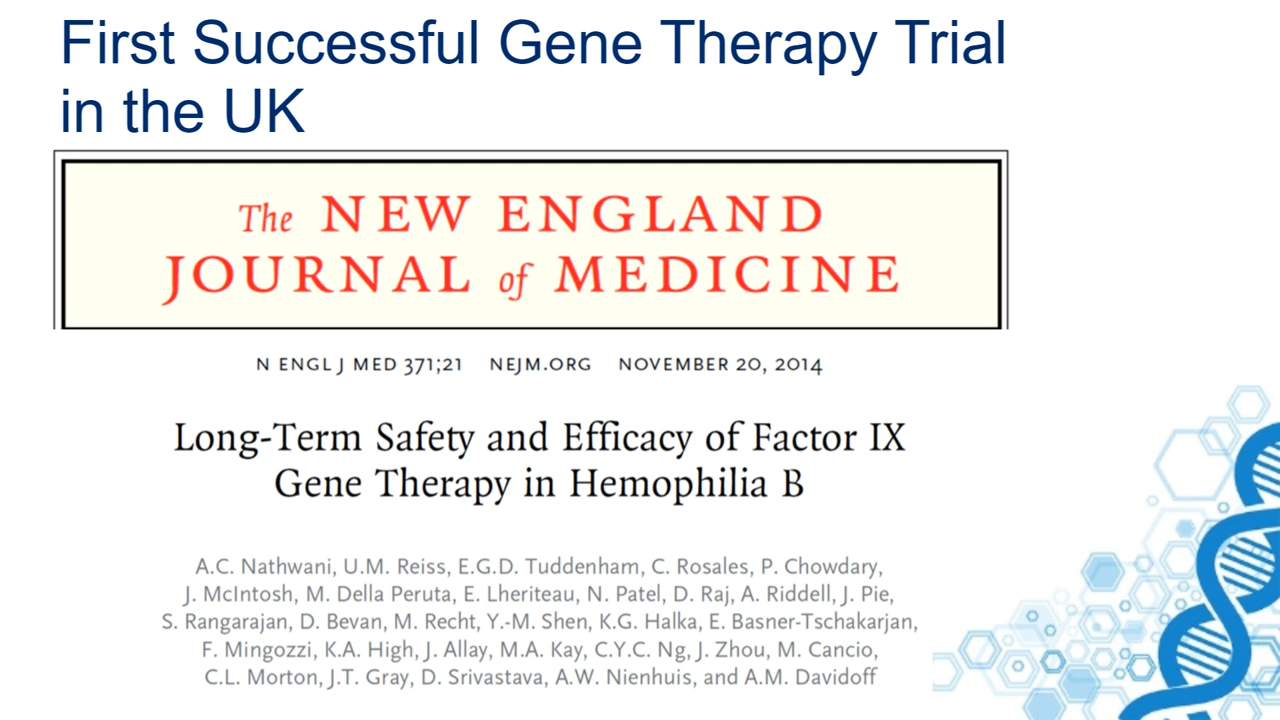 First Successful Gene Therapy Trial
in the UK
The NEW ENGLAND
JOURNAL of MEDICINE
N ENGL J MED 371;21 NEJM.ORG NOVEMBER 20, 2014
Long-Term Safety and Efficacy of Factor IX
Gene Therapy in Hemophilia B
A.C. Nathwani, U.M. Reiss, E.G.D. Tuddenham, C. Rosales, P. Chowdary,
J. McIntosh, M. Della Peruta, E. Lheriteau, N. Patel, D. Raj, A. Riddell, J. Pie,
S. Rangarajan, D. Bevan, M. Recht, Y.-M. Shen, K.G. Halka, E. Basner-Tschakarjan,
F. Mingozzi, K.A. High, J. Allay, M.A. Kay, C.Y.C. Ng, J. Zhou, M. Cancio,
C.L. Morton, J.T. Gray, D. Srivastava, A.W. Nienhuis, and A.M. Davidoff